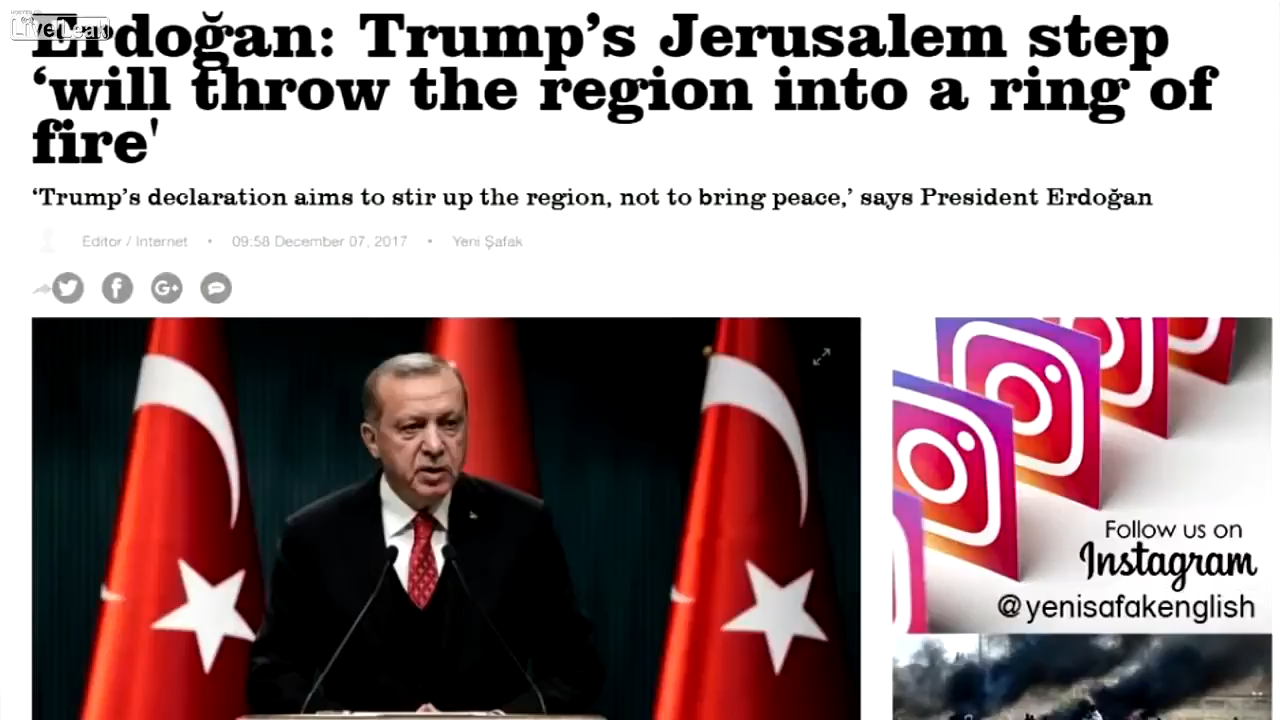 HOSTED ON
LiveLeak
Erdoğan: Trump’s Jerusalem step
‘will throw the region into a ring of
fire'
‘Trump’s declaration aims to stir up the region, not to bring peace,’ says President Erdoğan
Editor / Internet • 09:58 December 07, 2017 • Yeni Şafak
G+
Follow us on
Instagram
@yenisafakenglish